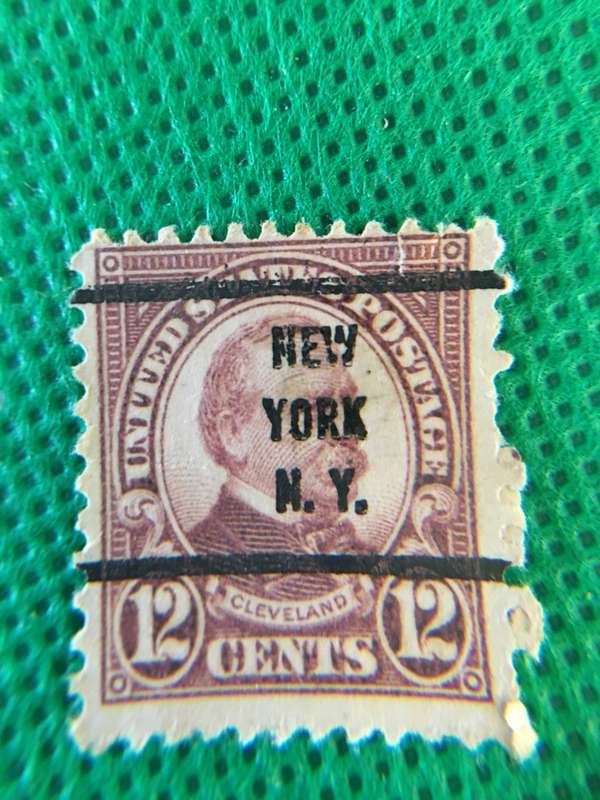 UNITED STATES POSTAGE
NEW
YORK
N. Y.
CLEVELAND
12 CENTS 12